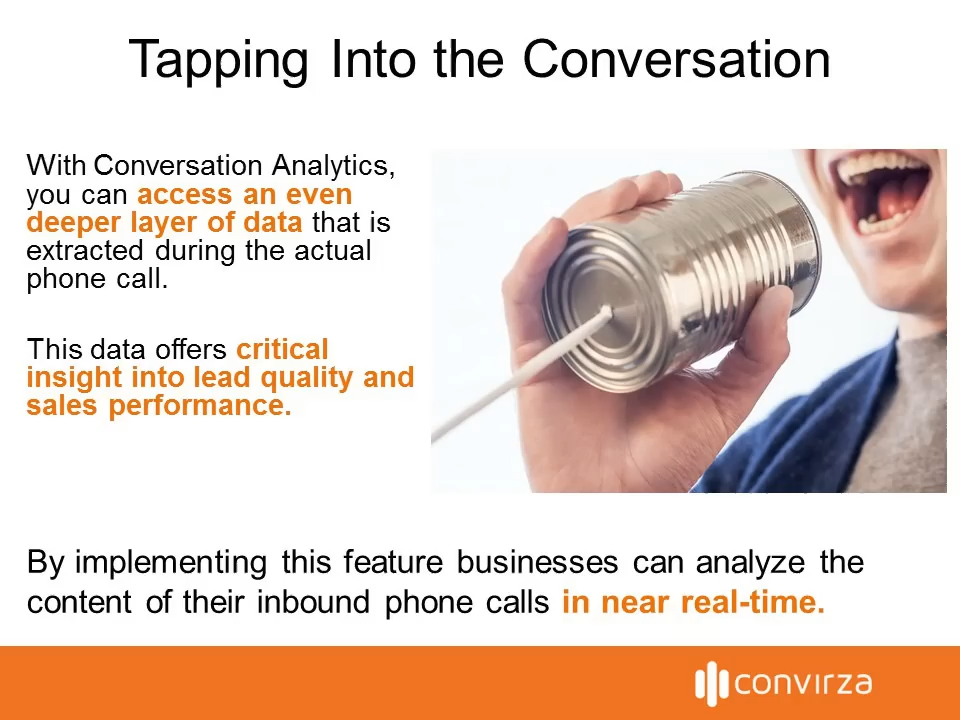 Tapping Into the Conversation
With Conversation Analytics,
you can access an even
deeper layer of data that is
extracted during the actual
phone call.
This data offers critical
insight into lead quality and
sales performance.
By implementing this feature businesses can analyze the
content of their inbound phone calls in near real-time.
convırza